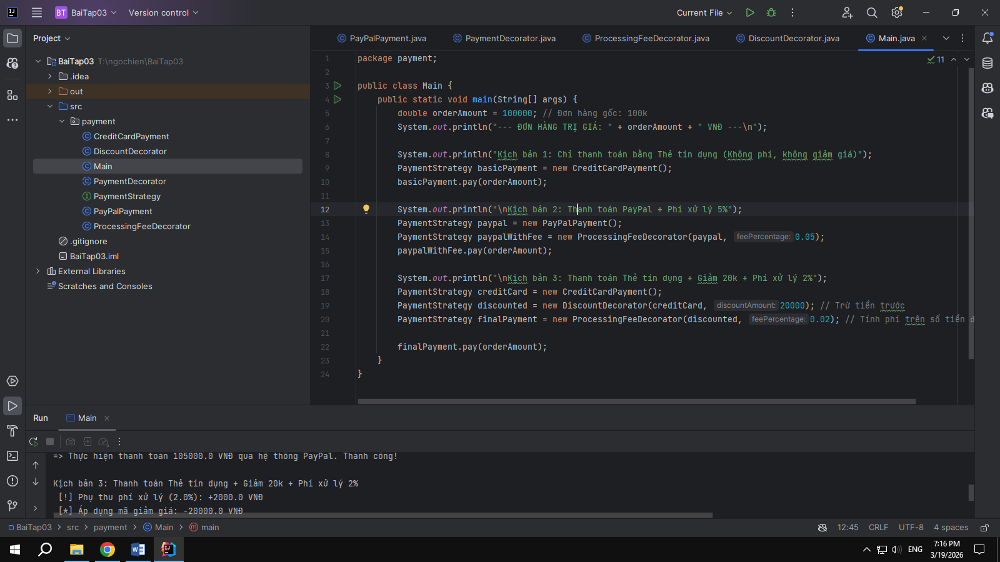 BT BaiTap03 Version control Current File
Project
BaiTap03 T:\ngochien\BaiTap03
.idea
out
src
payment
CreditCardPayment
DiscountDecorator
Main
PaymentDecorator
PaymentStrategy
PayPalPayment
ProcessingFeeDecorator
.gitignore
BaiTap03.iml
External Libraries
Scratches and Consoles
PayPalPayment.java PaymentDecorator.java ProcessingFeeDecorator.java DiscountDecorator.java Main.java
11
1 package payment;
2
3 public class Main {
4 public static void main(String[] args) {
5 double orderAmount = 100000; // Đơn hàng gốc: 100k
6 System.out.println("--- ĐƠN HÀNG TRỊ GIÁ: " + orderAmount + " VNĐ ---\n");
7
8 System.out.println("Kịch bản 1: Chỉ thanh toán bằng Thẻ tín dụng (Không phí, không giảm giá)");
9 PaymentStrategy basicPayment = new CreditCardPayment();
10 basicPayment.pay(orderAmount);
11
12 System.out.println("\nKịch bản 2: Thanh toán PayPal + Phí xử lý 5%");
13 PaymentStrategy paypal = new PayPalPayment();
14 PaymentStrategy paypalWithFee = new ProcessingFeeDecorator(paypal, feePercentage: 0.05);
15 paypalWithFee.pay(orderAmount);
16
17 System.out.println("\nKịch bản 3: Thanh toán Thẻ tín dụng + Giảm 20k + Phí xử lý 2%");
18 PaymentStrategy creditCard = new CreditCardPayment();
19 PaymentStrategy discounted = new DiscountDecorator(creditCard, discountAmount: 20000); // Trừ tiền trước
20 PaymentStrategy finalPayment = new ProcessingFeeDecorator(discounted, feePercentage: 0.02); // Tính phí trên số tiền
21
22 finalPayment.pay(orderAmount);
23 }
24 }
Run Main
=> Thực hiện thanh toán 105000.0 VNĐ qua hệ thống PayPal. Thành công!
Kịch bản 3: Thanh toán Thẻ tín dụng + Giảm 20k + Phí xử lý 2%
[!] Phụ thu phí xử lý (2.0%): +2000.0 VNĐ
[*] Áp dụng mã giảm giá: -20000.0 VNĐ
BaiTap03 > src > payment > Main > main 12:45 CRLF UTF-8 4 spaces
ENG 7:16 PM
3/19/2026